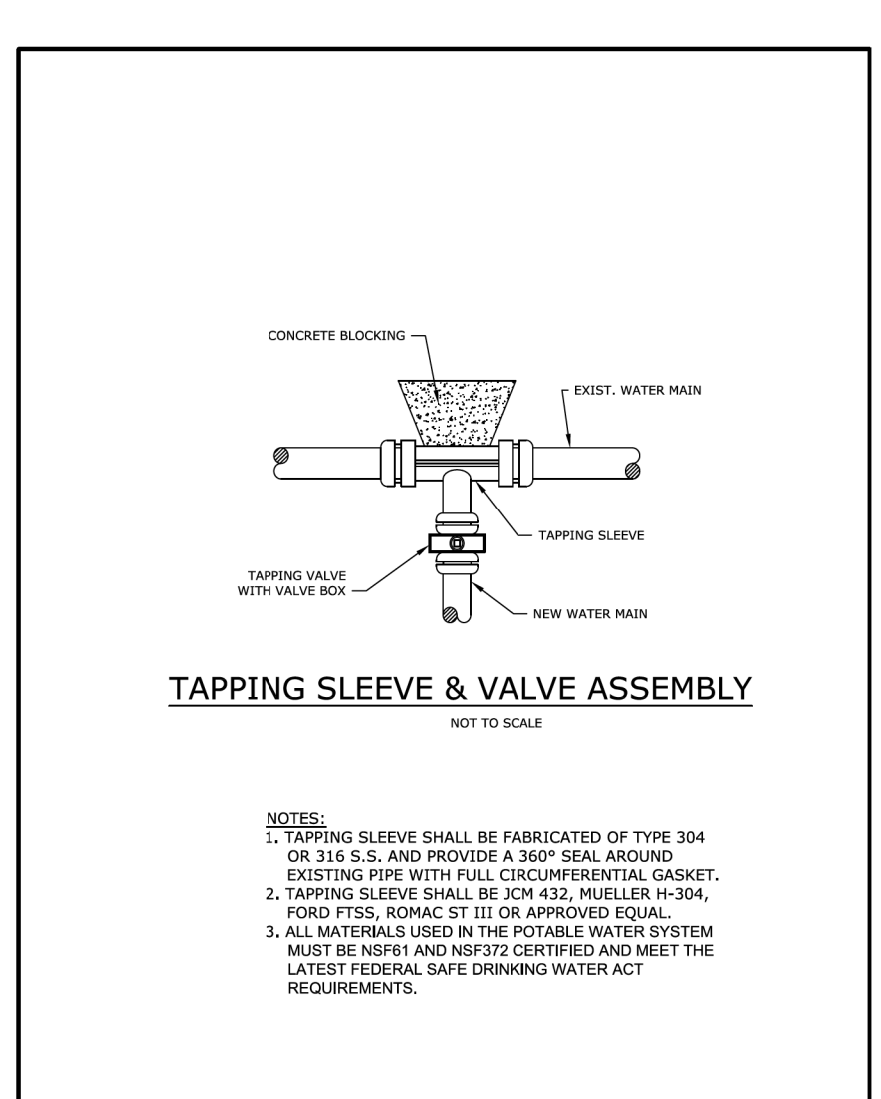 CONCRETE BLOCKING
EXIST. WATER MAIN
TAPPING SLEEVE
TAPPING VALVE
WITH VALVE BOX
NEW WATER MAIN
TAPPING SLEEVE & VALVE ASSEMBLY
NOT TO SCALE
NOTES:
1. TAPPING SLEEVE SHALL BE FABRICATED OF TYPE 304
OR 316 S.S. AND PROVIDE A 360° SEAL AROUND
EXISTING PIPE WITH FULL CIRCUMFERENTIAL GASKET.
2. TAPPING SLEEVE SHALL BE JCM 432, MUELLER H-304,
FORD FTSS, ROMAC ST III OR APPROVED EQUAL.
3. ALL MATERIALS USED IN THE POTABLE WATER SYSTEM
MUST BE NSF61 AND NSF372 CERTIFIED AND MEET THE
LATEST FEDERAL SAFE DRINKING WATER ACT
REQUIREMENTS.